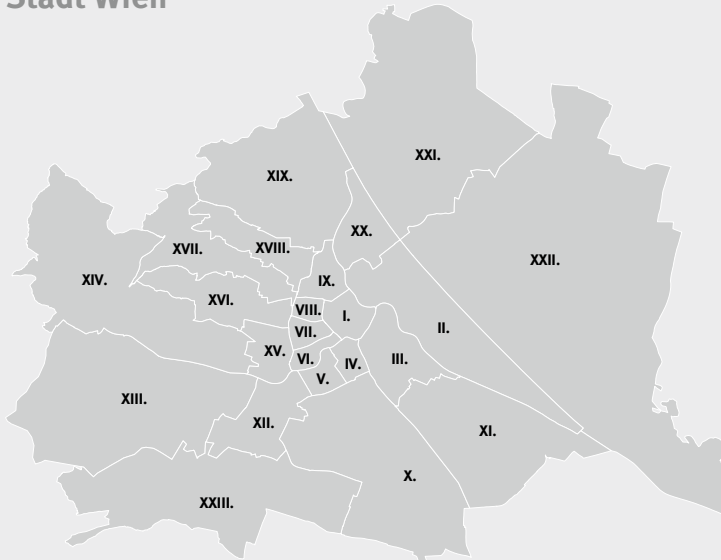 Stadt Wien
XXI.
XIX.
XX.
XVII.
XVIII.
XXII.
XIV.
IX.
XVI.
VIII.
I.
II.
VII.
XV.
VI.
IV.
III.
V.
XIII.
XII.
XI.
X.
XXIII.